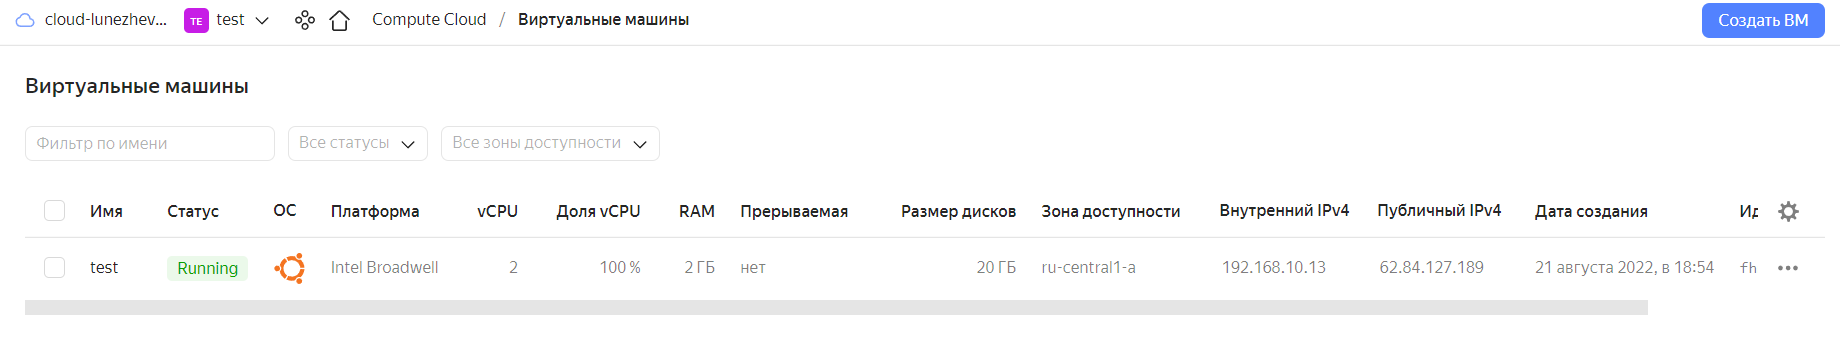 cloud-lunezhev... TE test Compute Cloud / Виртуальные машины Создать ВМ
Виртуальные машины
Фильтр по имени Все статусы Все зоны доступности
Имя Статус ОС Платформа vCPU Доля vCPU RAM Прерываемая Размер дисков Зона доступности Внутренний IPv4 Публичный IPv4 Дата создания Ид
test Running Intel Broadwell 2 100 % 2 ГБ нет 20 ГБ ru-central1-a 192.168.10.13 62.84.127.189 21 августа 2022, в 18:54 fh